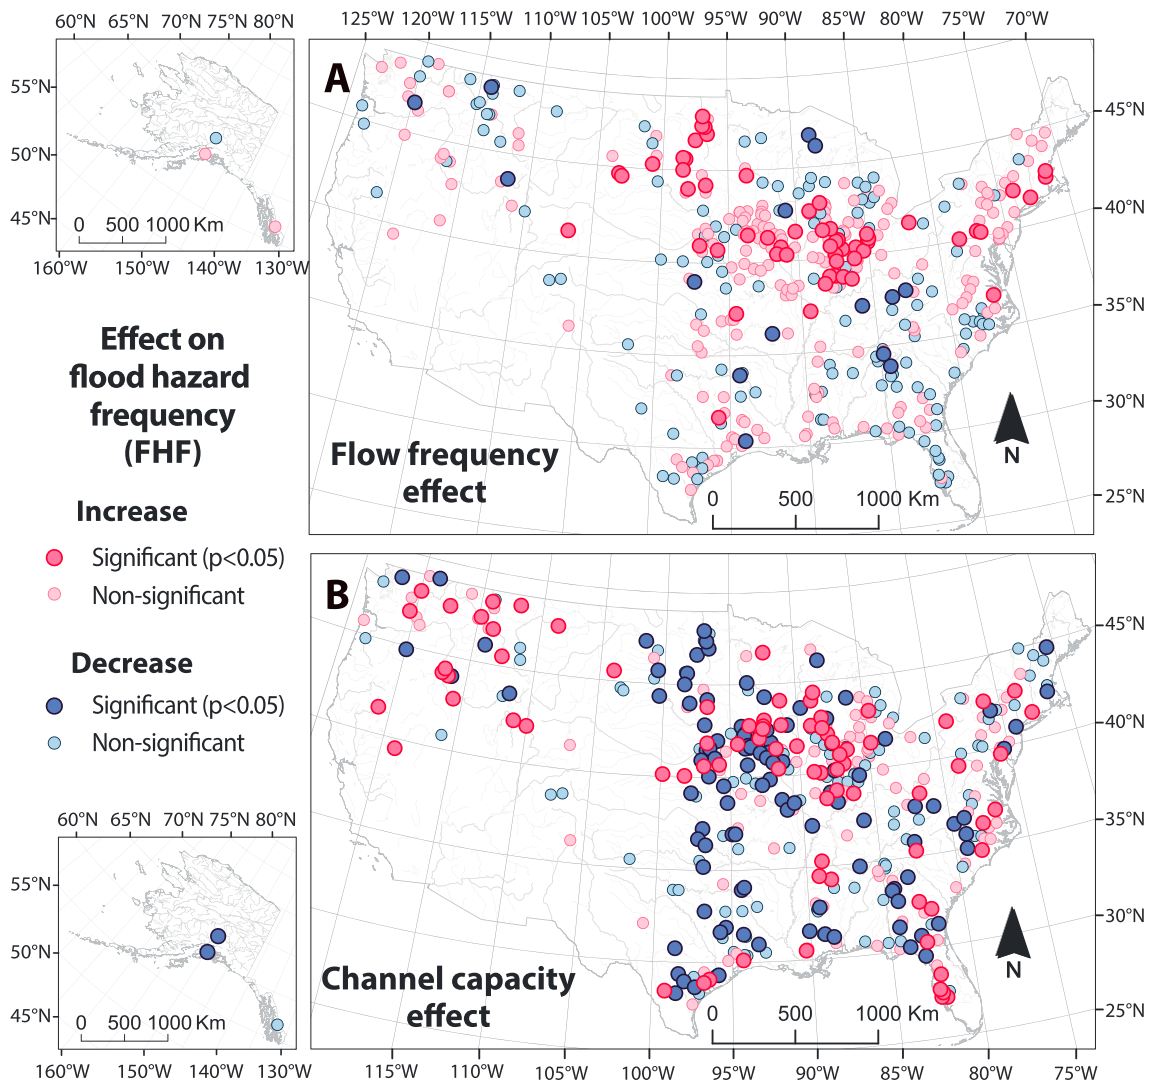 60°W 65°W 70°W 75°W 80°W
125°W 115°W 110°W 105°W 100°W 95°W 90°W 85°W 80°W 75°W 70°W
55°N
50°N
45°N
0 500 1000 Km
160°W 150°W 140°W 130°W
A
45°N
40°N
35°N
30°N
25°N
N
Flow frequency
effect
0 500 1000 Km
Effect on
flood hazard
frequency
(FHF)
Increase
Significant (p<0.05)
Non-significant
Decrease
Significant (p<0.05)
Non-significant
B
45°N
40°N
35°N
30°N
25°N
N
Channel capacity
effect
0 500 1000 Km
60°W 65°W 70°W 75°W 80°W
55°N
50°N
45°N
0 500 1000 Km
160°W 150°W 140°W 130°W
115°W 110°W 105°W 100°W 95°W 90°W 85°W 80°W 75°W